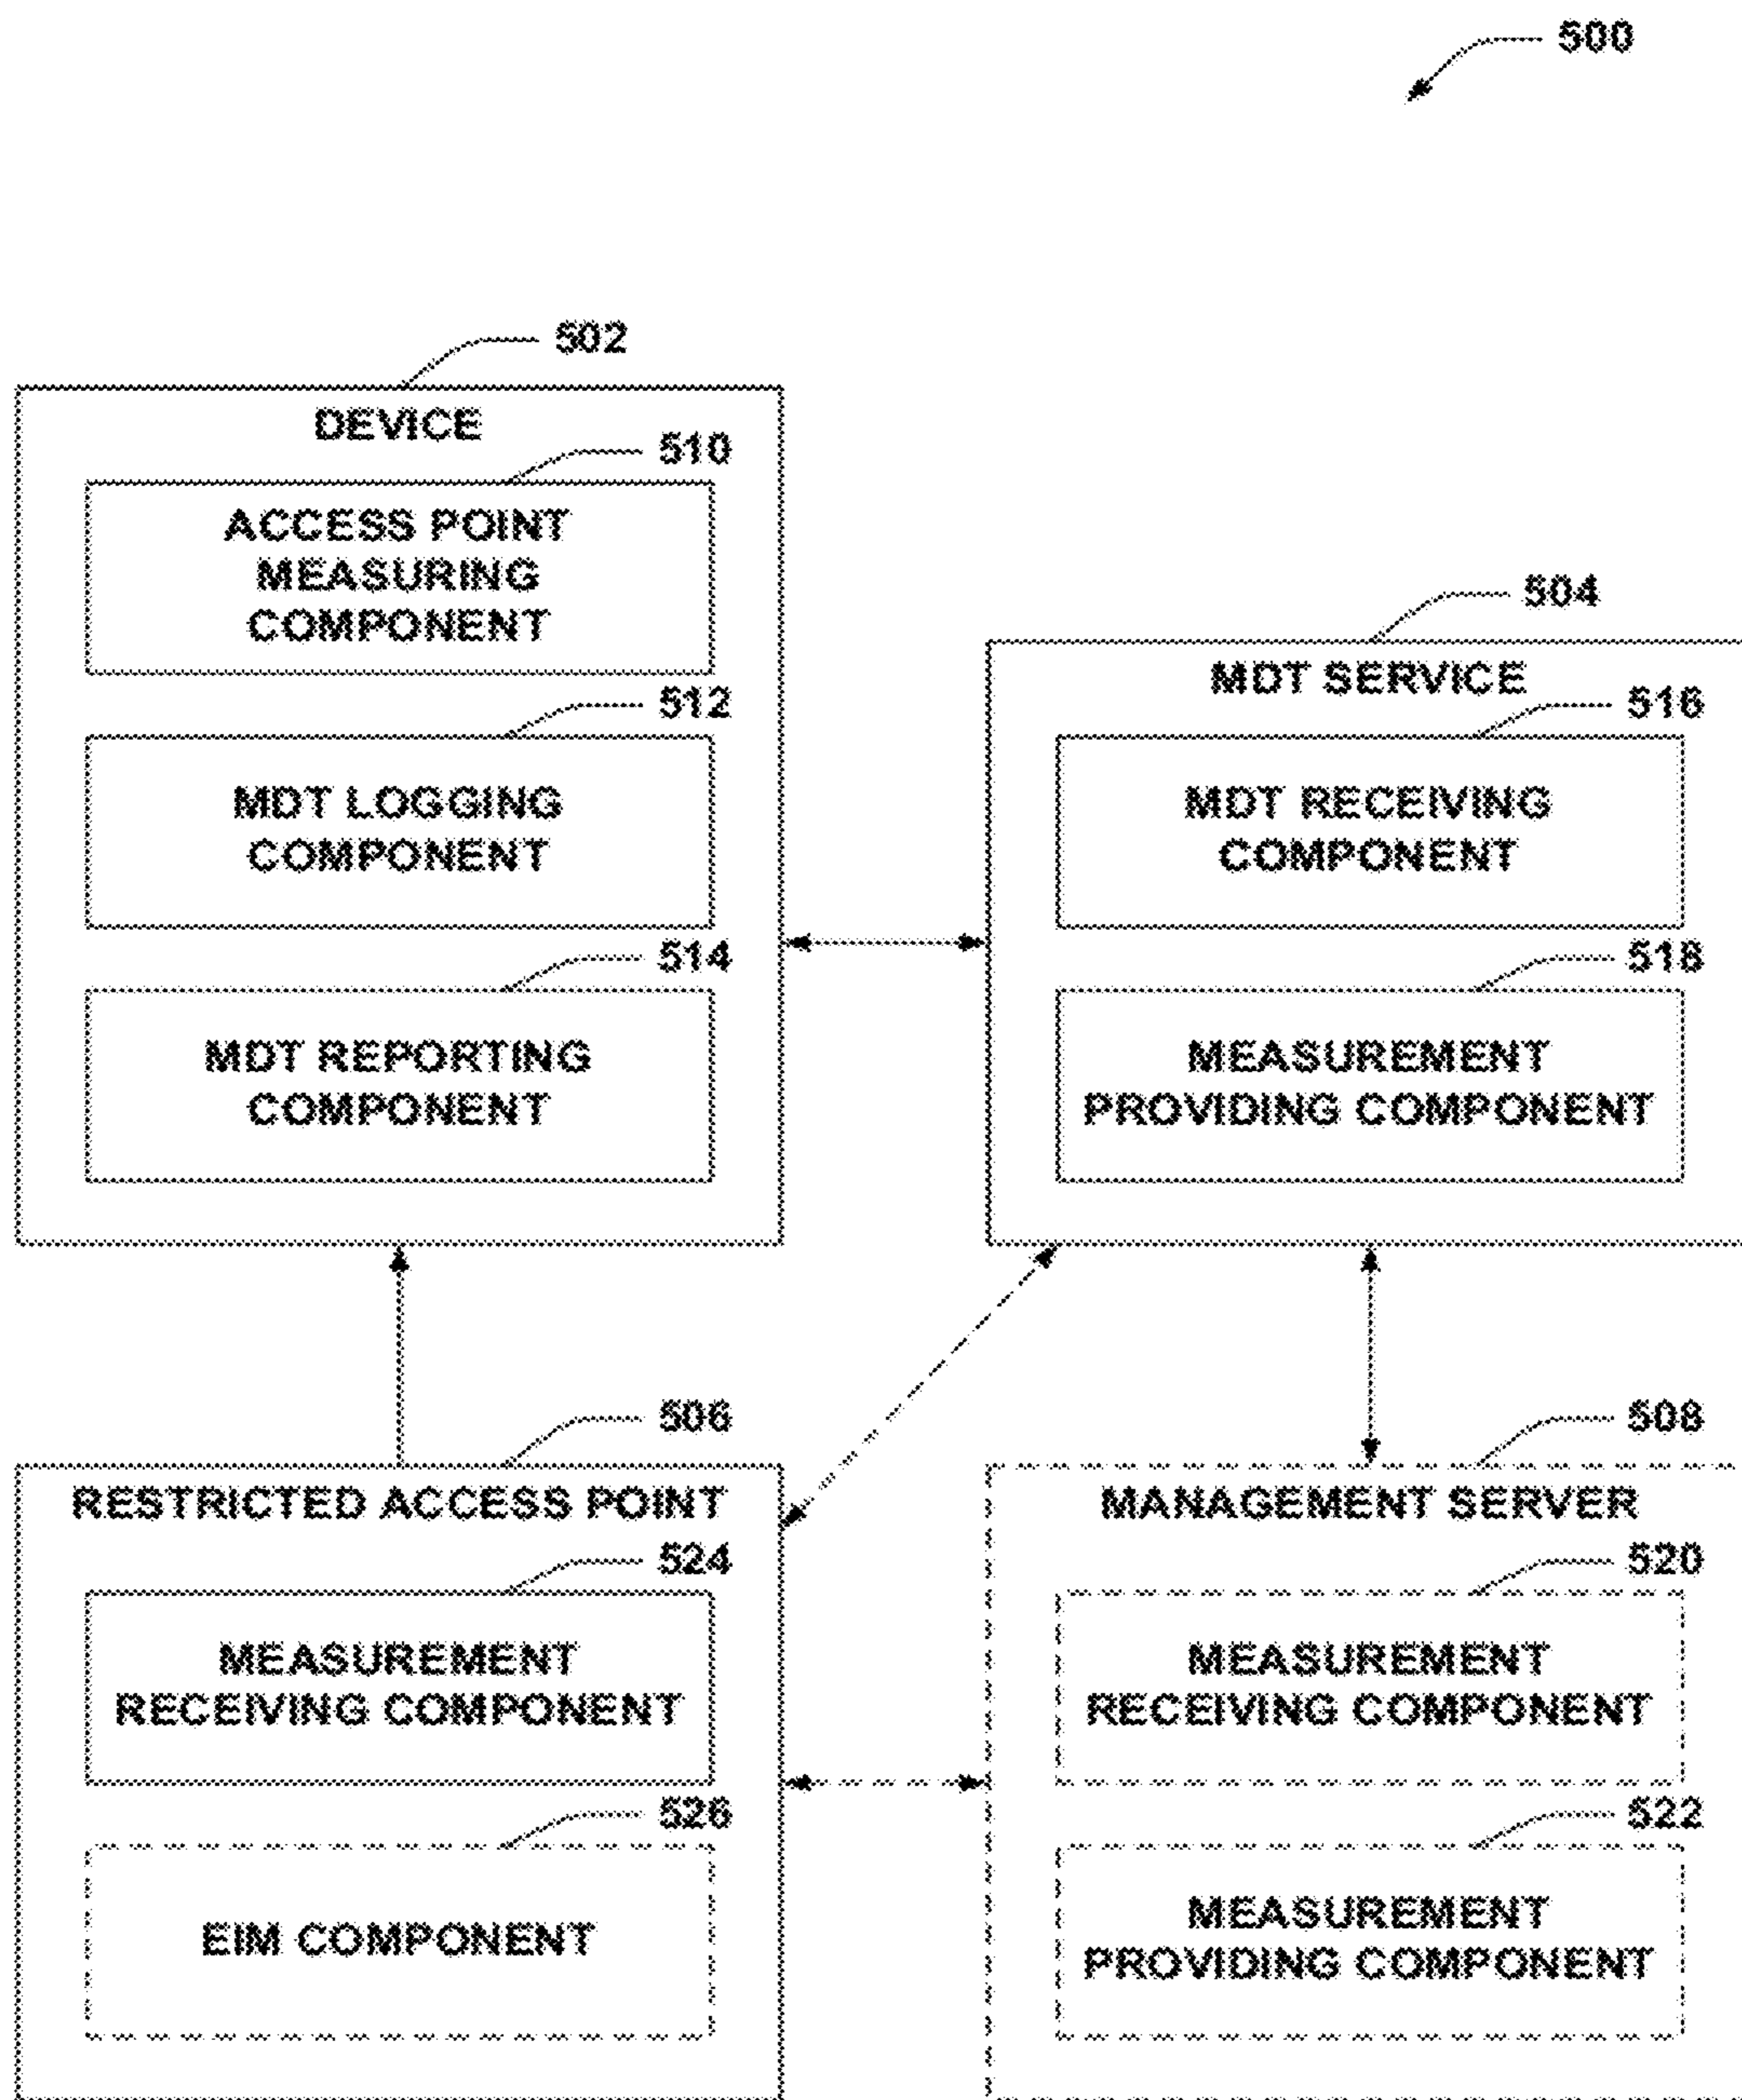 500
502
DEVICE
510
ACCESS POINT
MEASURING
COMPONENT
512
MDT LOGGING
COMPONENT
514
MDT REPORTING
COMPONENT
504
MDT SERVICE
516
MDT RECEIVING
COMPONENT
518
MEASUREMENT
PROVIDING COMPONENT
506
RESTRICTED ACCESS POINT
524
MEASUREMENT
RECEIVING COMPONENT
526
EIM COMPONENT
508
MANAGEMENT SERVER
520
MEASUREMENT
RECEIVING COMPONENT
522
MEASUREMENT
PROVIDING COMPONENT